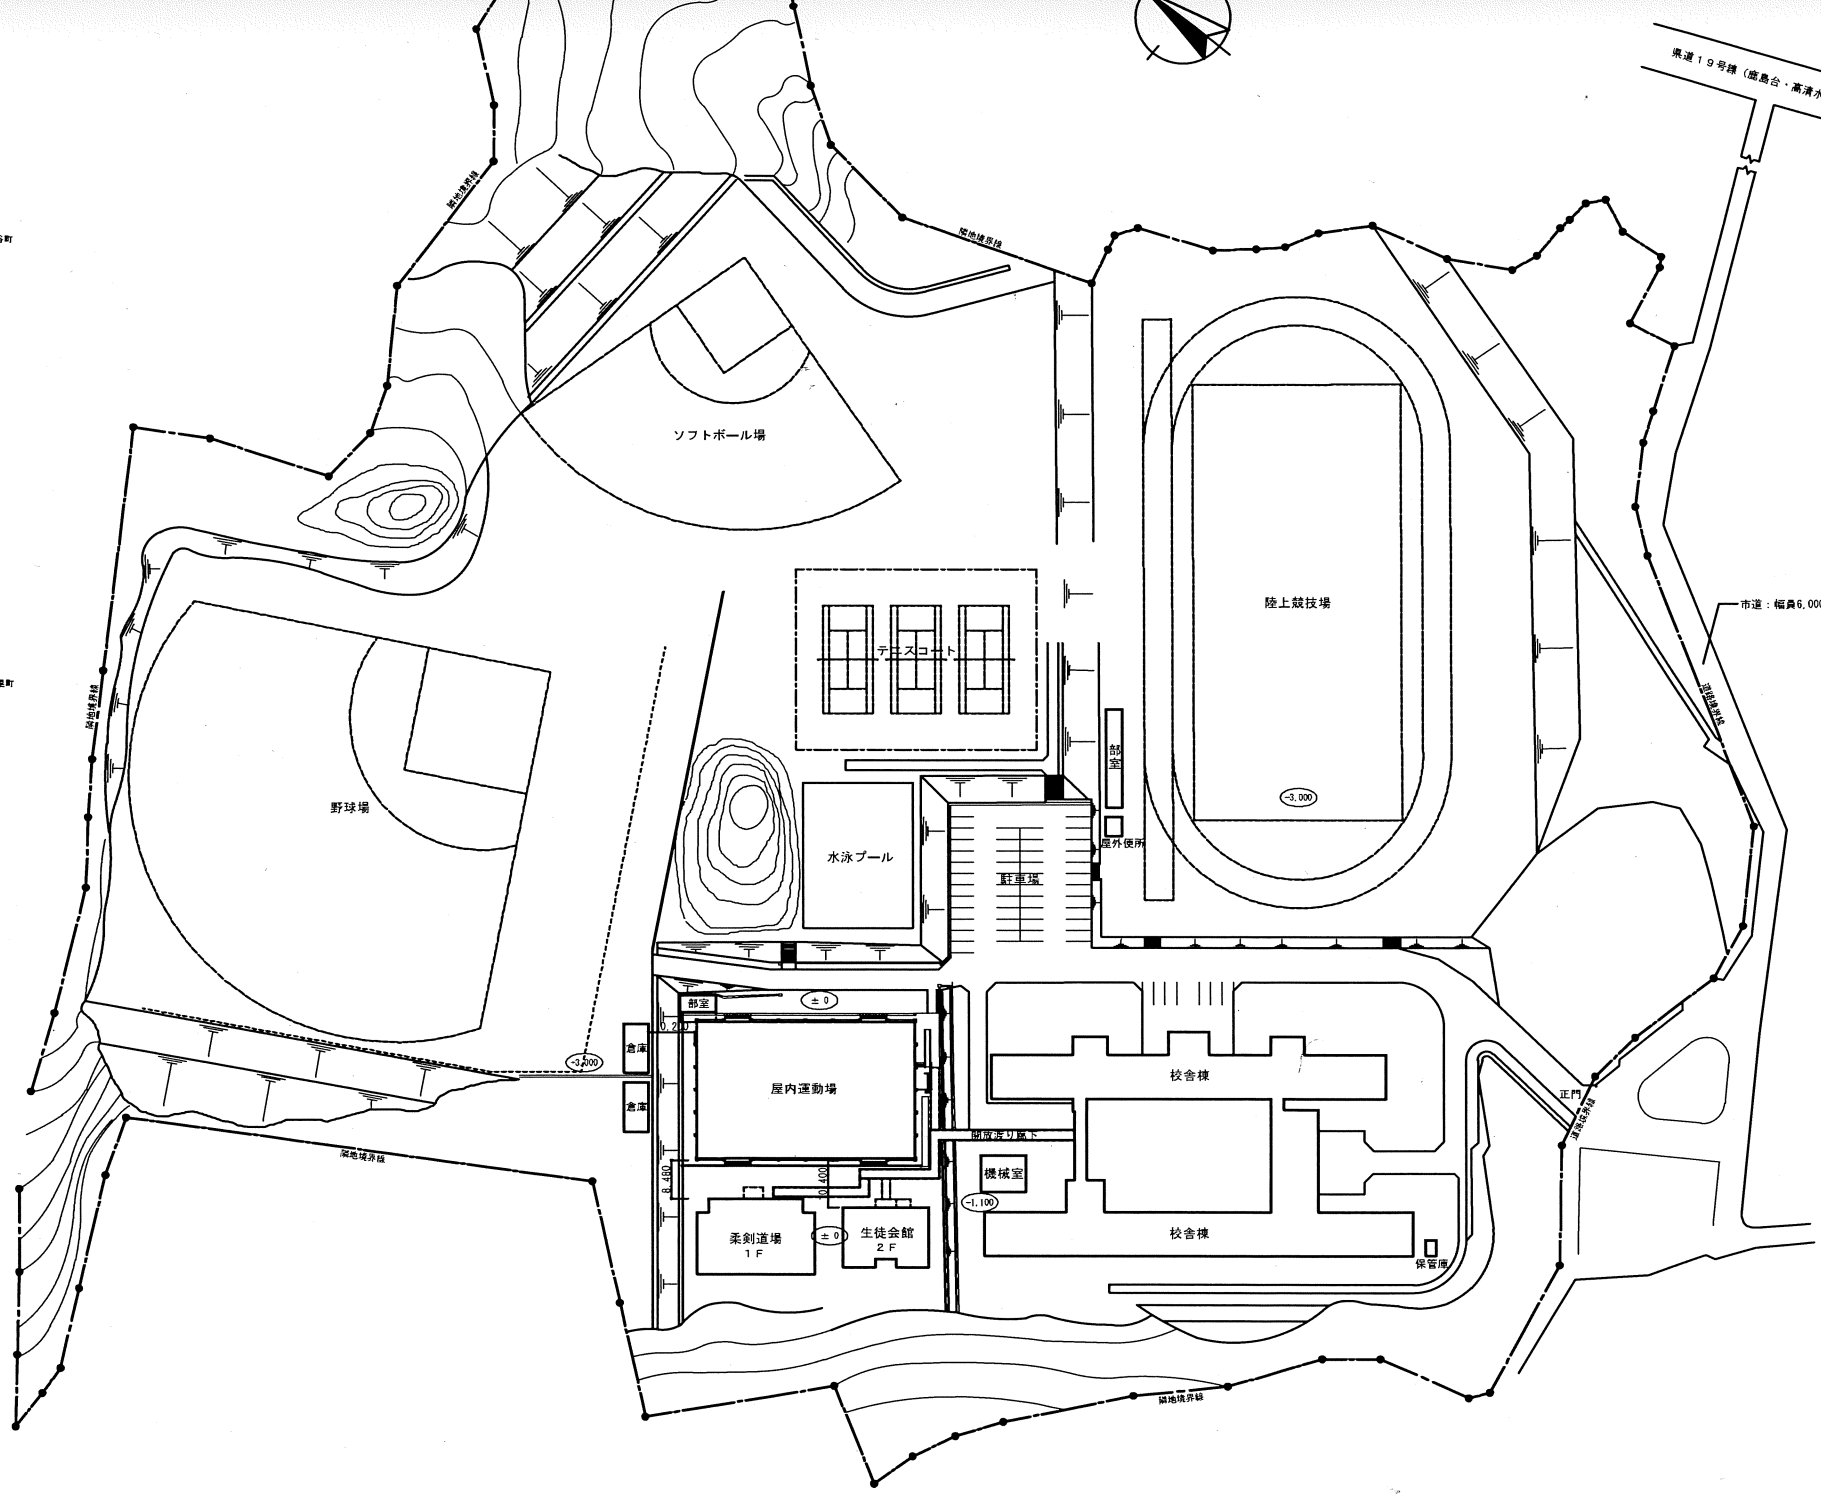 県道19号線（鹿島台・高清水
隣地境界線
隣地境界線
ソフトボール場
陸上競技場
市道：幅員6,000
テニスコート
隣地境界線
道路境界線
部室
-3.000
野球場
屋外便所
水泳プール
駐車場
部室
±0
倉庫
-3.000
屋内運動場
校舎棟
正門
道路境界線
倉庫
開放渡り廊下
隣地境界線
機械室
8,480
10,400
-1.100
柔剣道場
1F
±0
生徒会館
2F
校舎棟
保管庫
隣地境界線